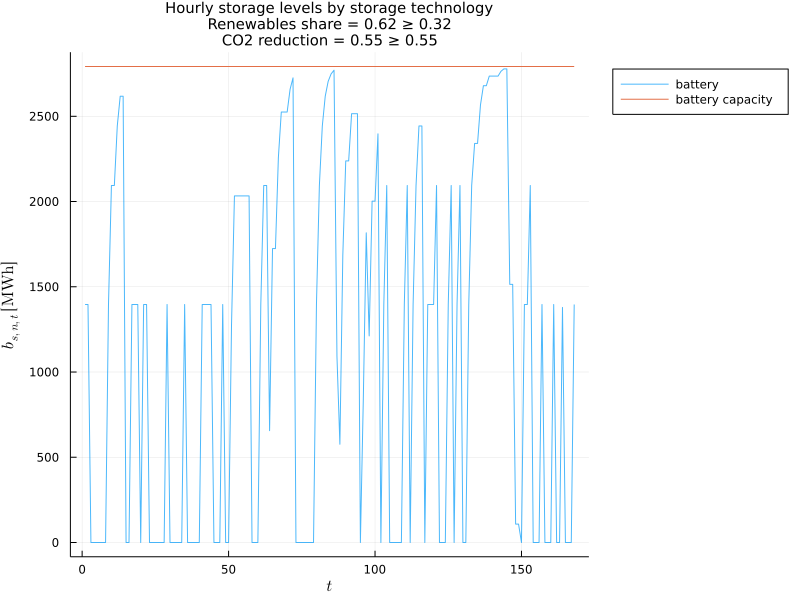 Hourly storage levels by storage technology
Renewables share = 0.62 ≥ 0.32
CO2 reduction = 0.55 ≥ 0.55
battery
battery capacity
2500
2000
1500
1000
500
0
b_{s,n,t}[MWh]
0 50 100 150
t